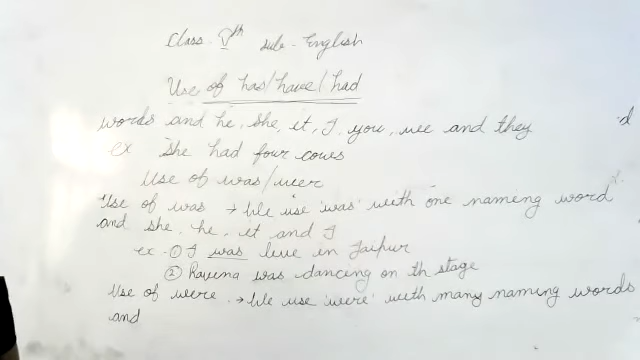 Class. Vth sub - English
Use of has/have/had
words and he, she, it, I, you, wee and they
ex She had four cows
Use of was/weer
Use of was → We use 'was' with one naming word
and she, he, it and I
ex - ① I was live in Jaipur
② Raveena was dancing on th stage
Use of were. → We use 'were' with many naming words
and